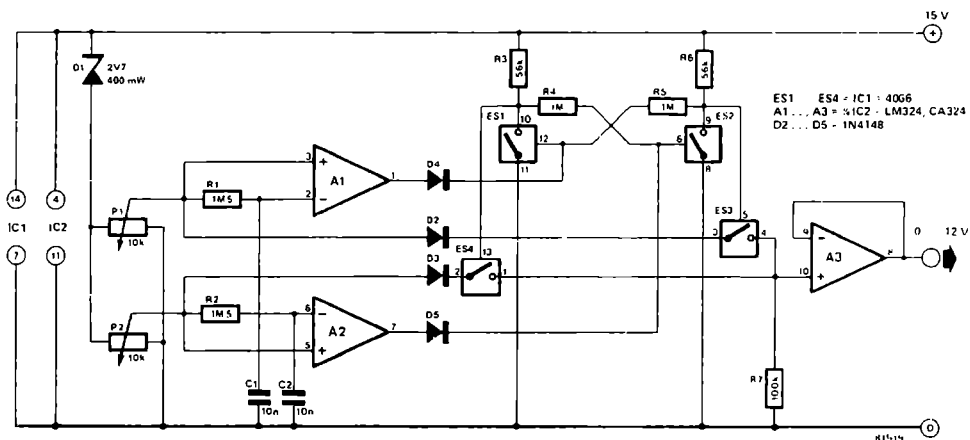 15 V
+
D1
2V7
400 mW
R3
56k
R6
56k
R4
1M
R5
1M
ES1
10
12
11
9
ES2
6
8
ES1 ES4 = IC1 = 4066
A1 ... A3 = ¾IC2 - LM324, CA324
D2 ... D5 - 1N4148
3
+
A1
1
2
−
D4
R1
1M5
14
4
IC1
IC2
7
11
P1
10k
D2
ES3
5
3
4
D3
ES4
13
2
1
−
A3
8
10
+
0 12 V
R2
1M5
6
−
A2
7
5
+
D5
P2
10k
C1
10n
C2
10n
R7
100k
0